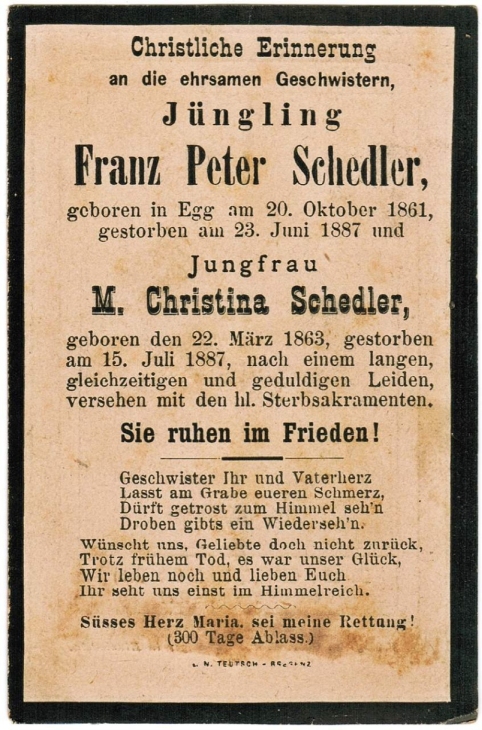 Christliche Erinnerung
an die ehrsamen Geschwistern,
Jüngling
Franz Peter Schedler,
geboren in Egg am 20. Oktober 1861,
gestorben am 23. Juni 1887 und
Jungfrau
M. Christina Schedler,
geboren den 22. März 1863, gestorben
am 15. Juli 1887, nach einem langen,
gleichzeitigen und geduldigen Leiden,
versehen mit den hl. Sterbsakramenten.
Sie ruhen im Frieden!
Geschwister Ihr und Vaterherz
Lasst am Grabe eueren Schmerz,
Dürft getrost zum Himmel seh'n
Droben gibts ein Wiederseh'n.
Wünscht uns, Geliebte doch nicht zurück,
Trotz frühem Tod, es war unser Glück,
Wir leben noch und lieben Euch
Ihr seht uns einst im Himmelreich.
Süsses Herz Maria, sei meine Rettung!
(300 Tage Ablass.)
N. TEUTSCH - BREGENZ